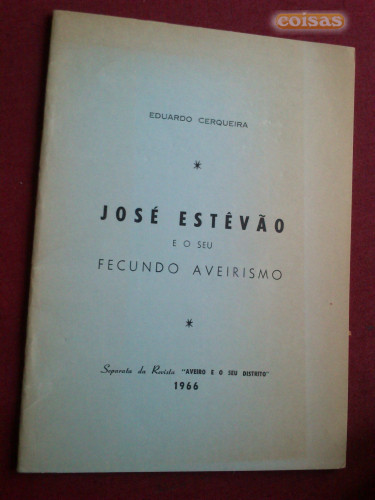 coisas
EDUARDO CERQUEIRA
*
JOSÉ ESTÊVÃO
E O SEU
FECUNDO AVEIRISMO
*
Separata da Revista "AVEIRO E O SEU DISTRITO"
1966